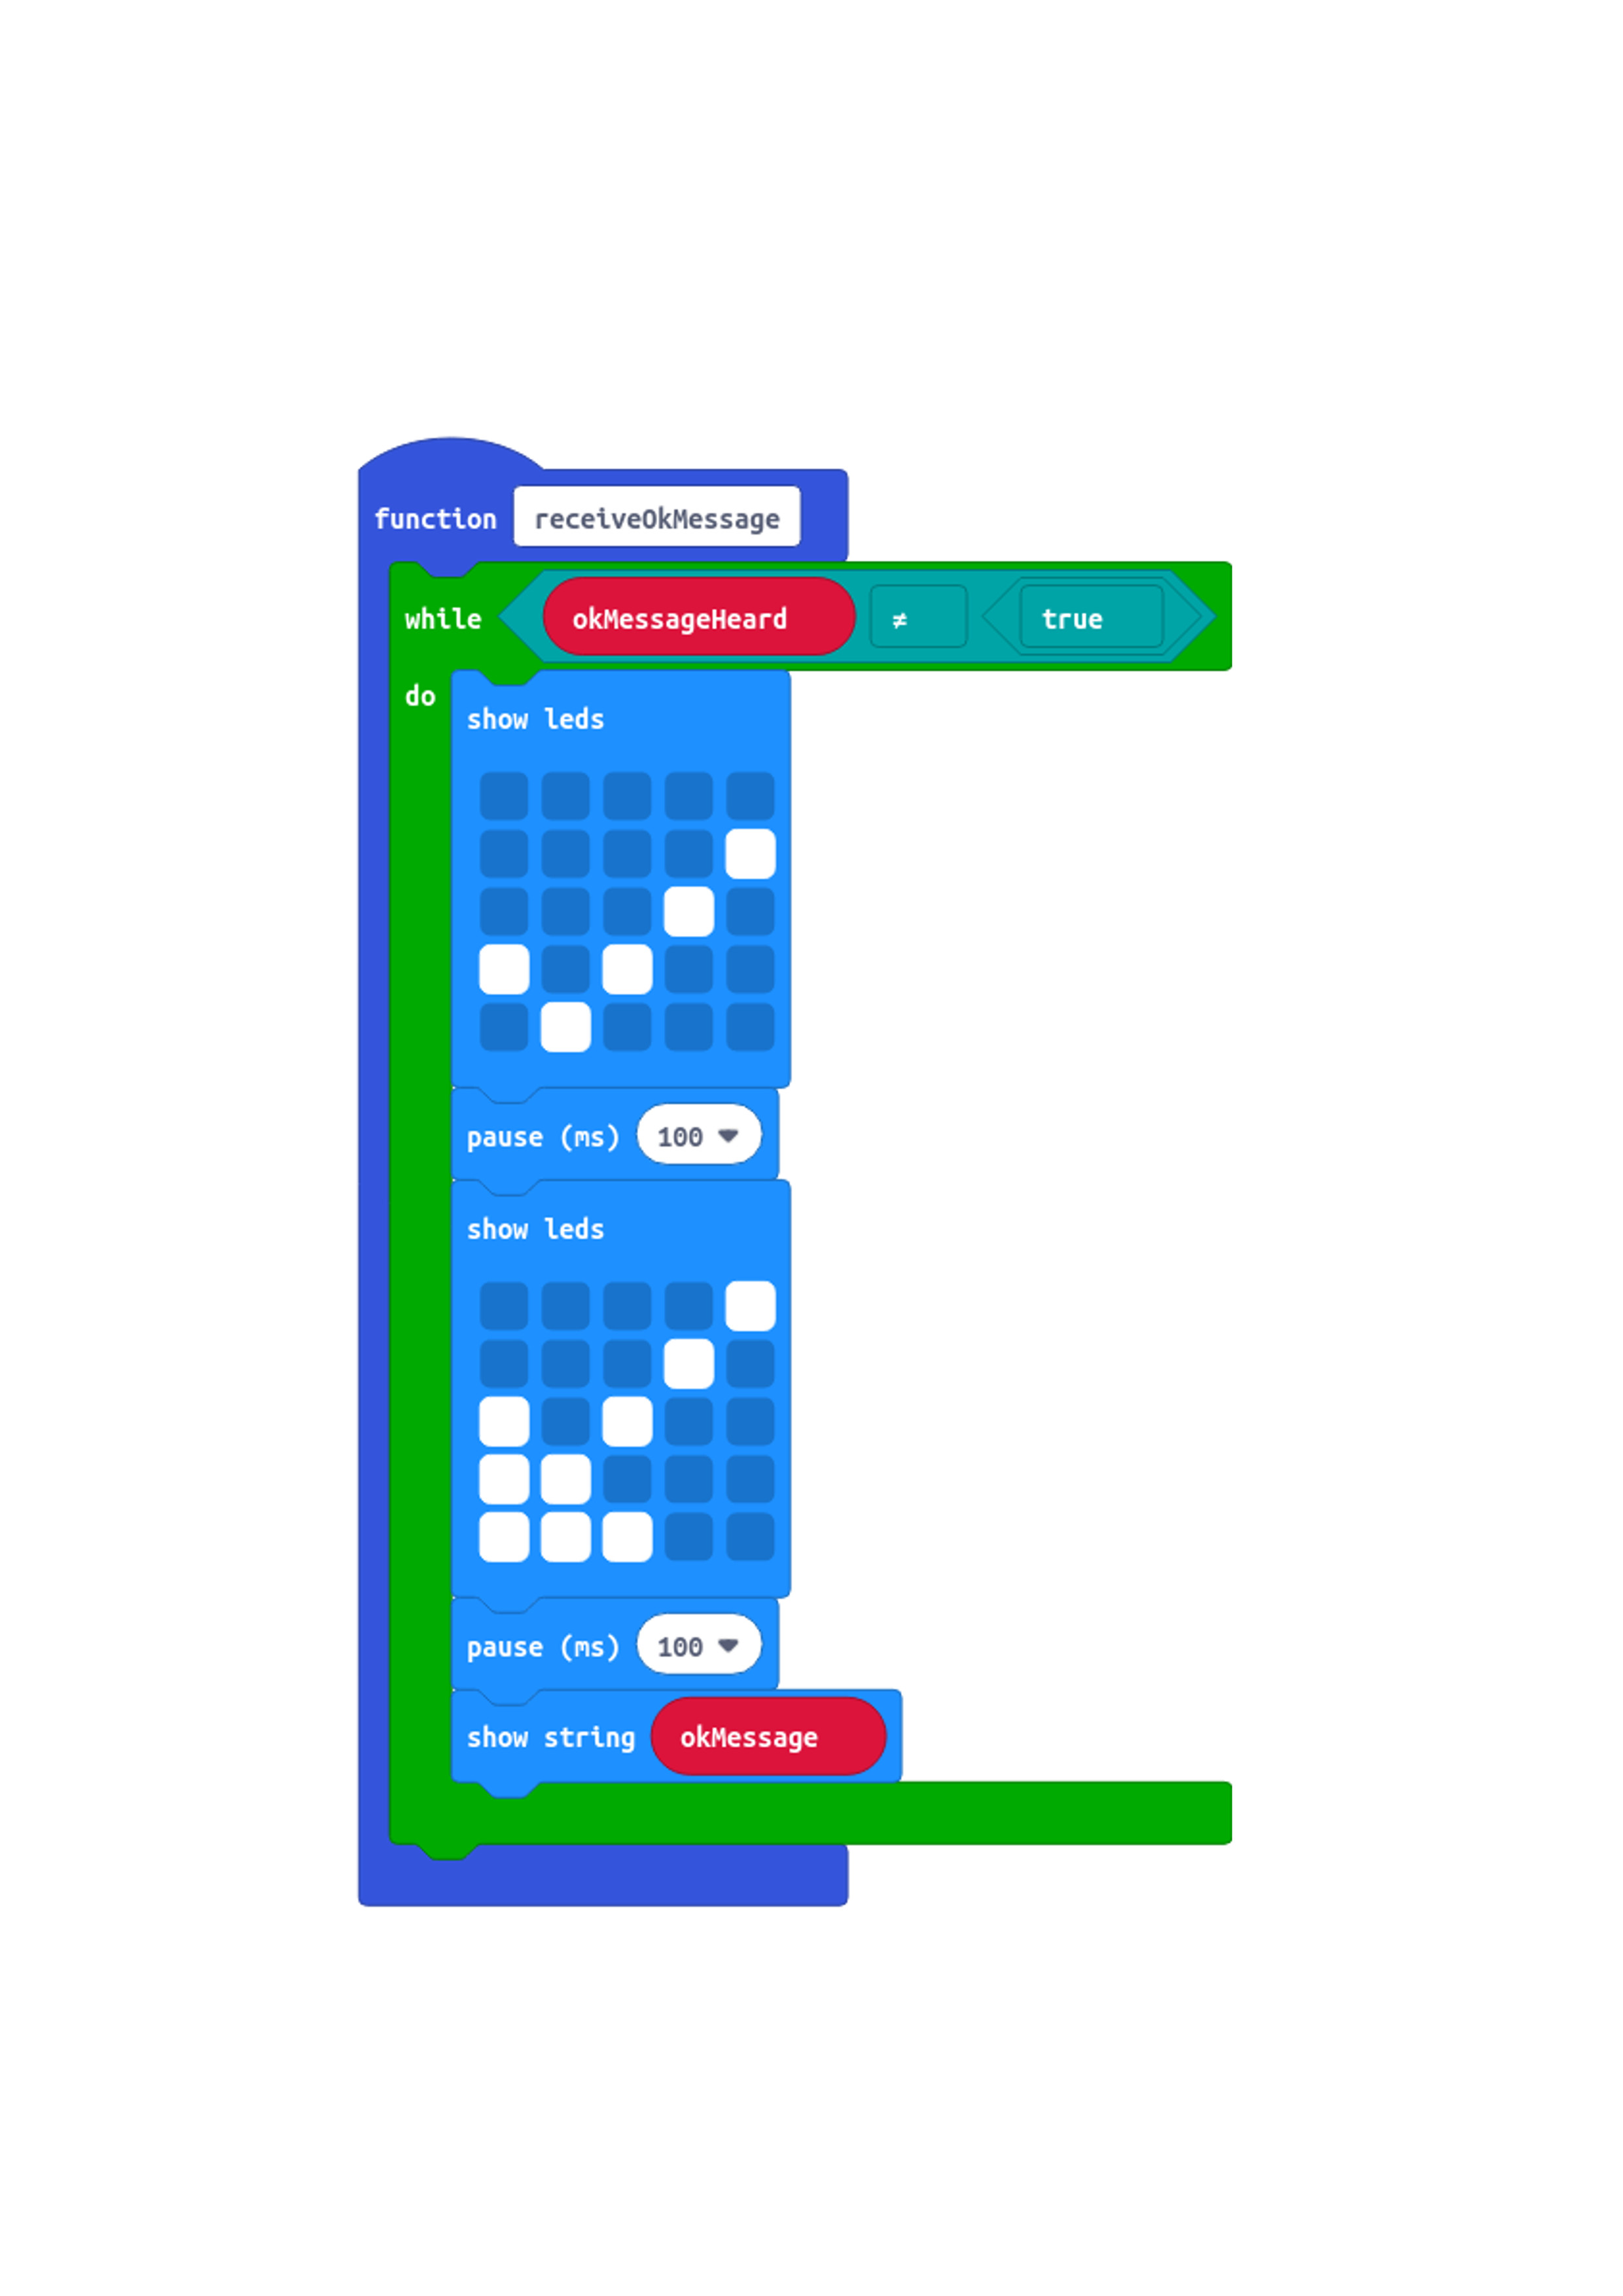 function receiveOkMessage
while okMessageHeard ≠ true
do
show leds
pause (ms) 100
show leds
pause (ms) 100
show string okMessage